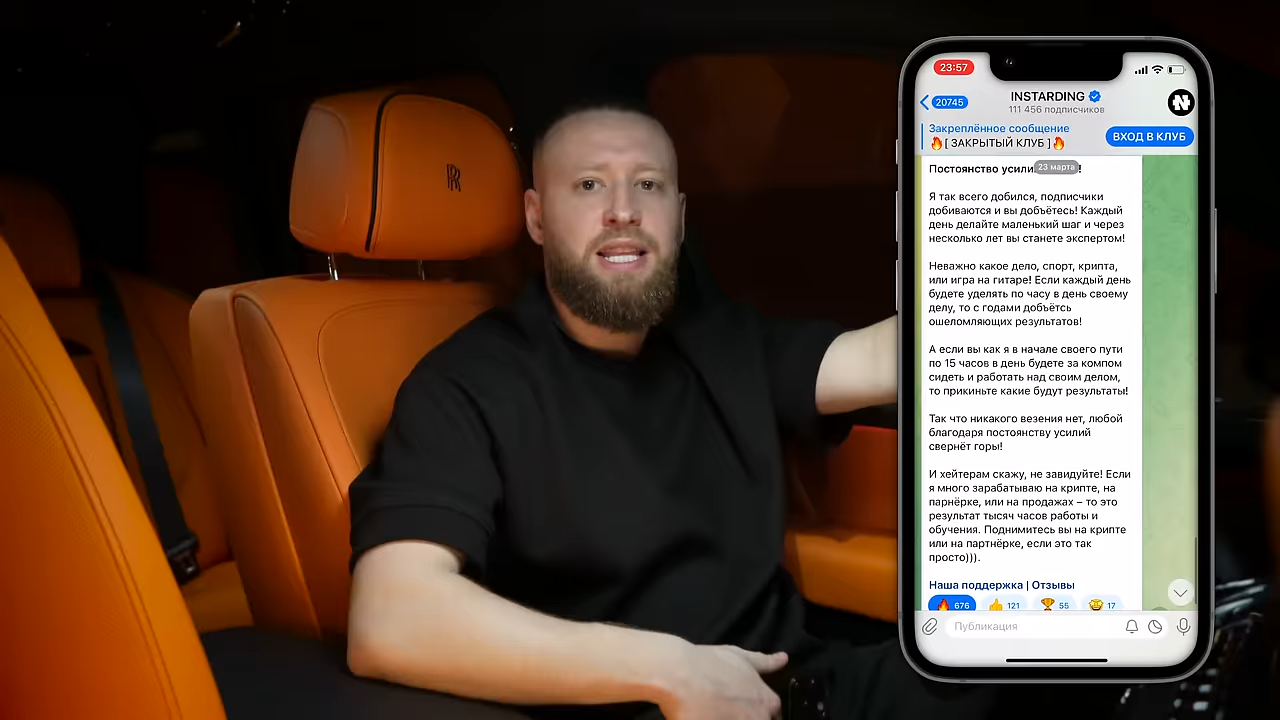 23:57
20745
INSTARDING
111 456 подписчиков
Закреплённое сообщение
[ ЗАКРЫТЫЙ КЛУБ ]
ВХОД В КЛУБ
Постоянство
23 марта
!
Я так всего добился, подписчики
добиваются и вы добъётесь! Каждый
день делайте маленький шаг и через
несколько лет вы станете экспертом!
Неважно какое дело, спорт, крипта,
или игра на гитаре! Если каждый день
будете уделять по часу в день своему
делу, то с годами добъётсь
ошеломляющих результатов!
А если вы как я в начале своего пути
по 15 часов в день будете за компом
сидеть и работать над своим делом,
то прикиньте какие будут результаты!
Так что никакого везения нет, любой
благодаря постоянству усилий
свернёт горы!
И хейтерам скажу, не завидуйте! Если
я много зарабатываю на крипте, на
парнёрке, или на продажах – то это
результат тысяч часов работы и
обучения. Поднимитесь вы на крипте
или на партнёрке, если это так
просто))).
Наша поддержка | Отзывы
676 121 55 17
Публикация
RR
N